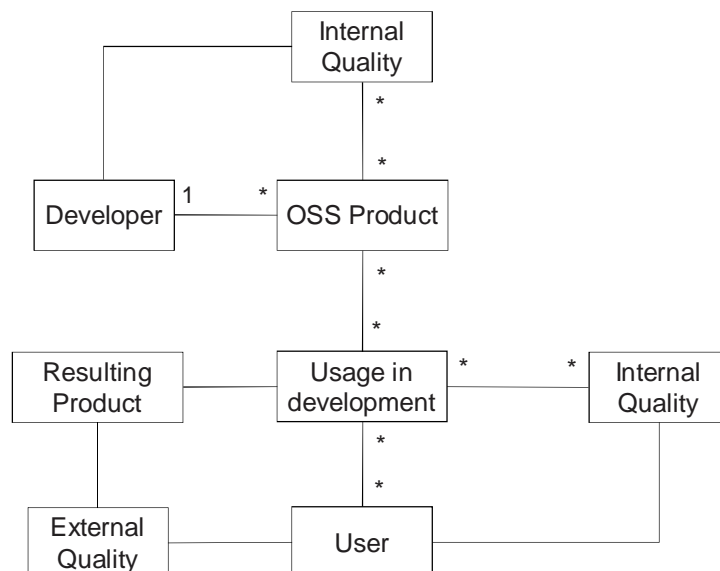 Internal
Quality
*
*
Developer
1
*
OSS Product
*
*
Resulting
Product
Usage in
development
*
*
Internal
Quality
*
*
External
Quality
User